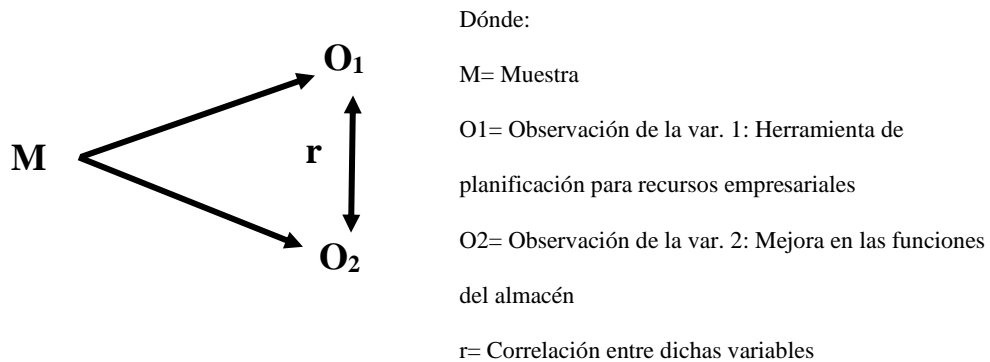 M
O1
r
O2
Dónde:
M= Muestra
O1= Observación de la var. 1: Herramienta de
planificación para recursos empresariales
O2= Observación de la var. 2: Mejora en las funciones
del almacén
r= Correlación entre dichas variables